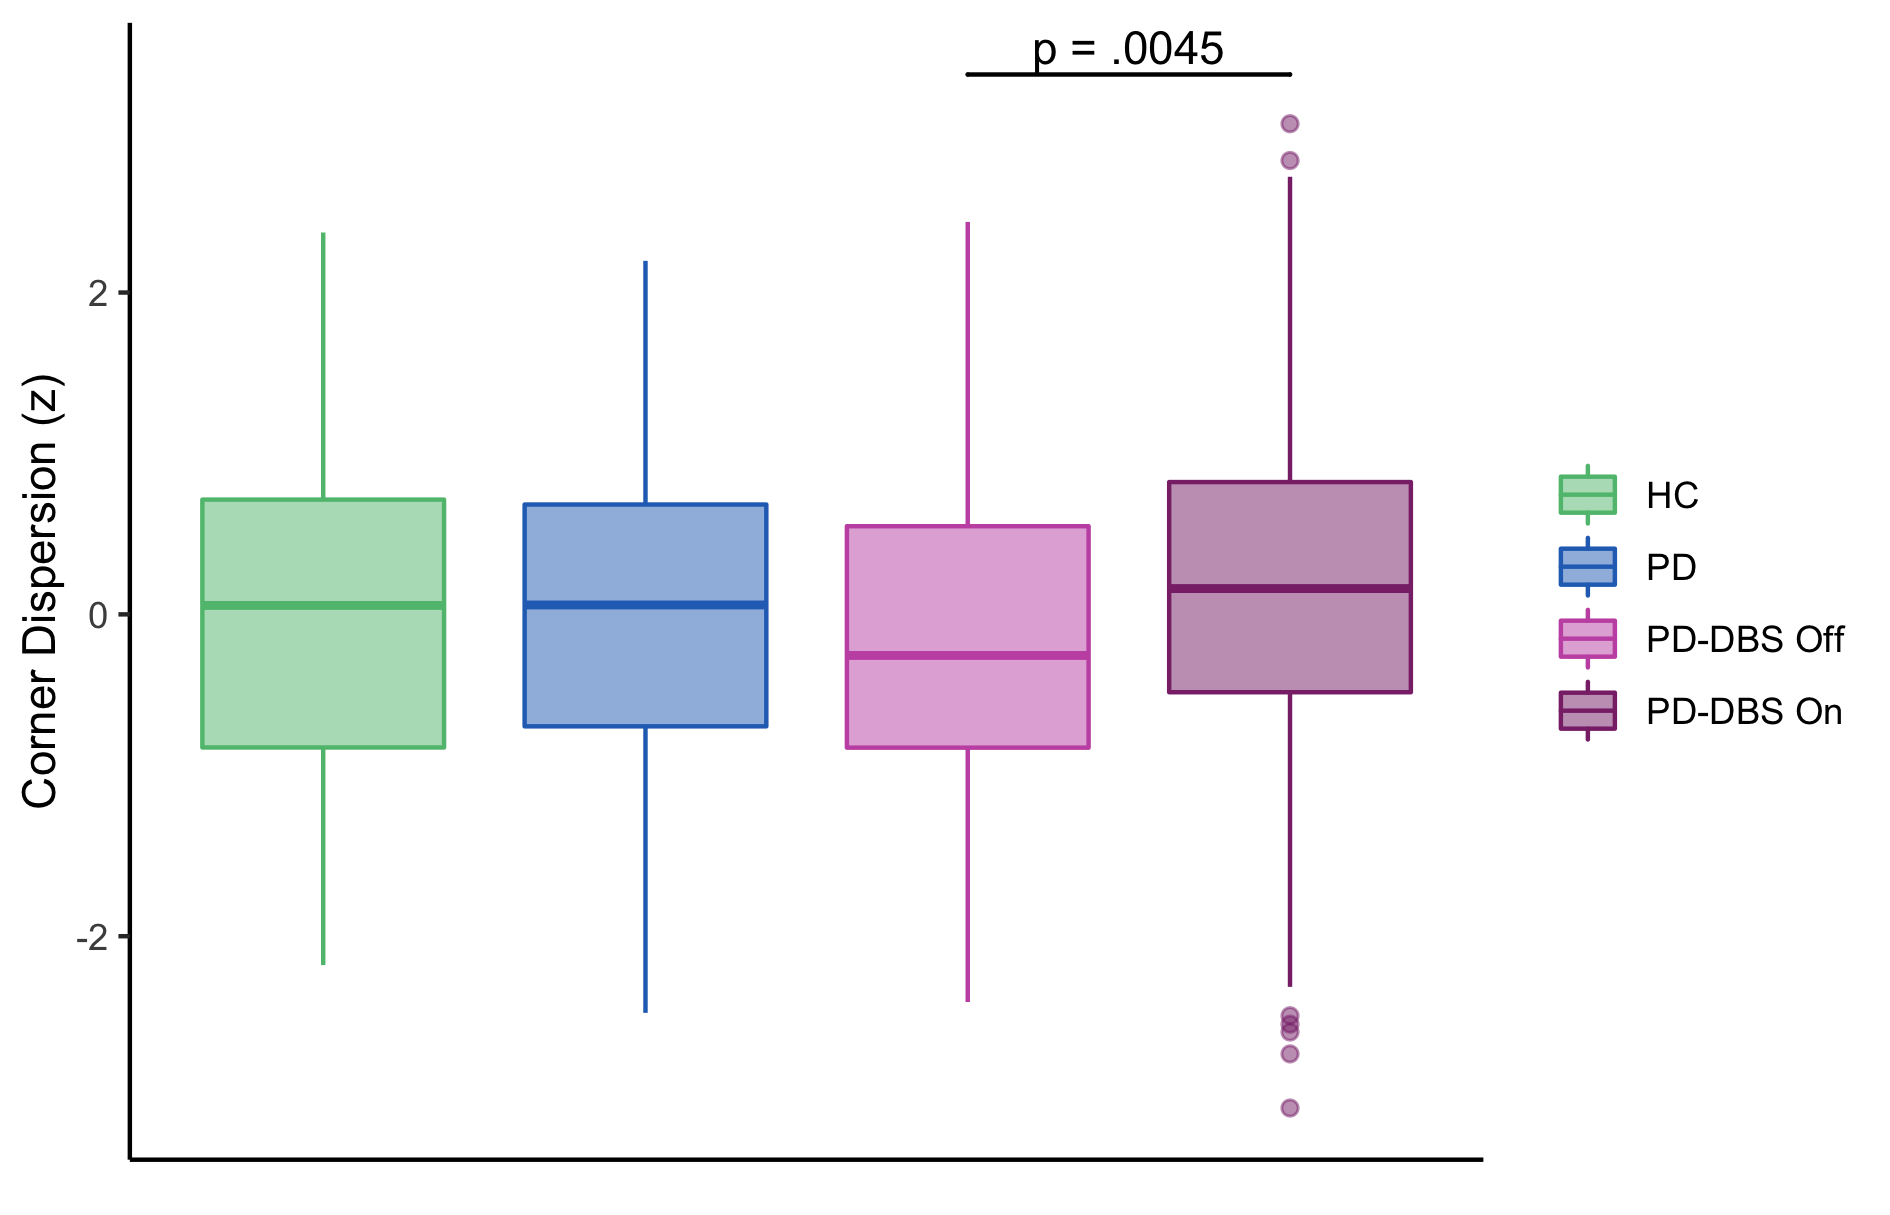 p = .0045
2
0
-2
Corner Dispersion (z)
HC
PD
PD-DBS Off
PD-DBS On